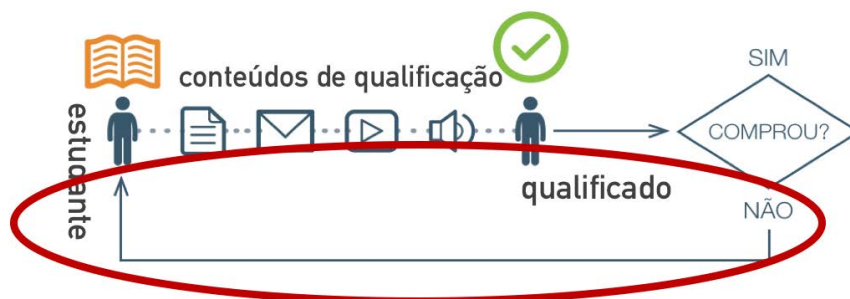 conteúdos de qualificação
estudante
qualificado
SIM
COMPROU?
NÃO